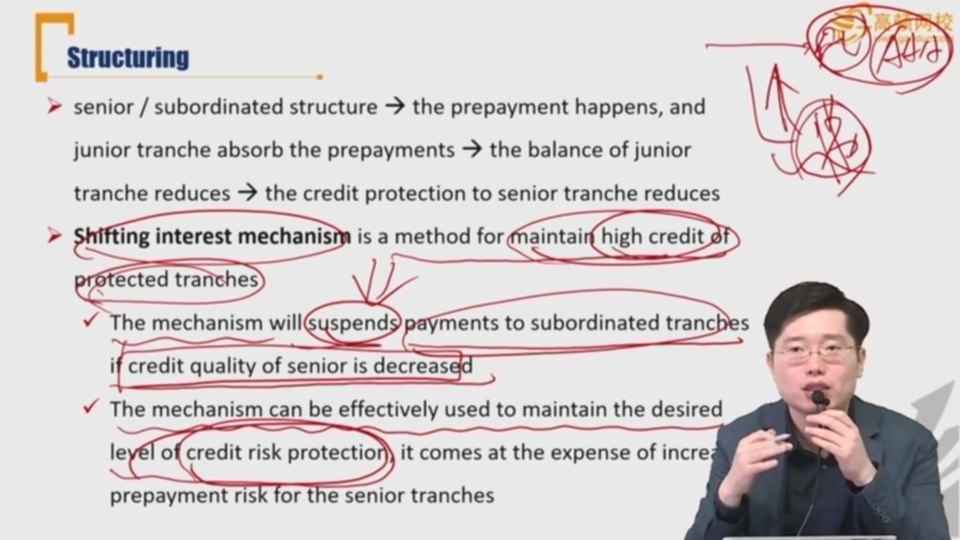 高顿网校
Structuring
senior / subordinated structure → the prepayment happens, and
junior tranche absorb the prepayments → the balance of junior
tranche reduces → the credit protection to senior tranche reduces
Shifting interest mechanism is a method for maintain high credit of
protected tranches
The mechanism will suspends payments to subordinated tranches
if credit quality of senior is decreased
The mechanism can be effectively used to maintain the desired
level of credit risk protection, it comes at the expense of increa
prepayment risk for the senior tranches